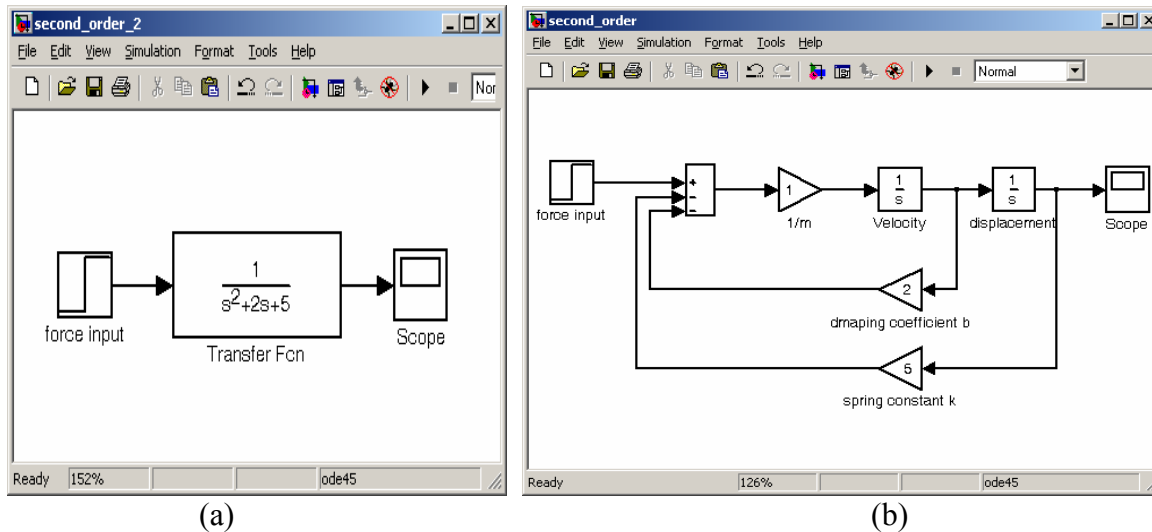 second_order_2
File Edit View Simulation Format Tools Help
Nor
1
s²+2s+5
force input
Transfer Fcn
Scope
Ready 152% ode45
(a)
second_order
File Edit View Simulation Format Tools Help
Normal
force input
+
−
−
1
1/m
1
s
Velocity
1
s
displacement
Scope
2
dmaping coefficient b
5
spring constant k
Ready 126% ode45
(b)